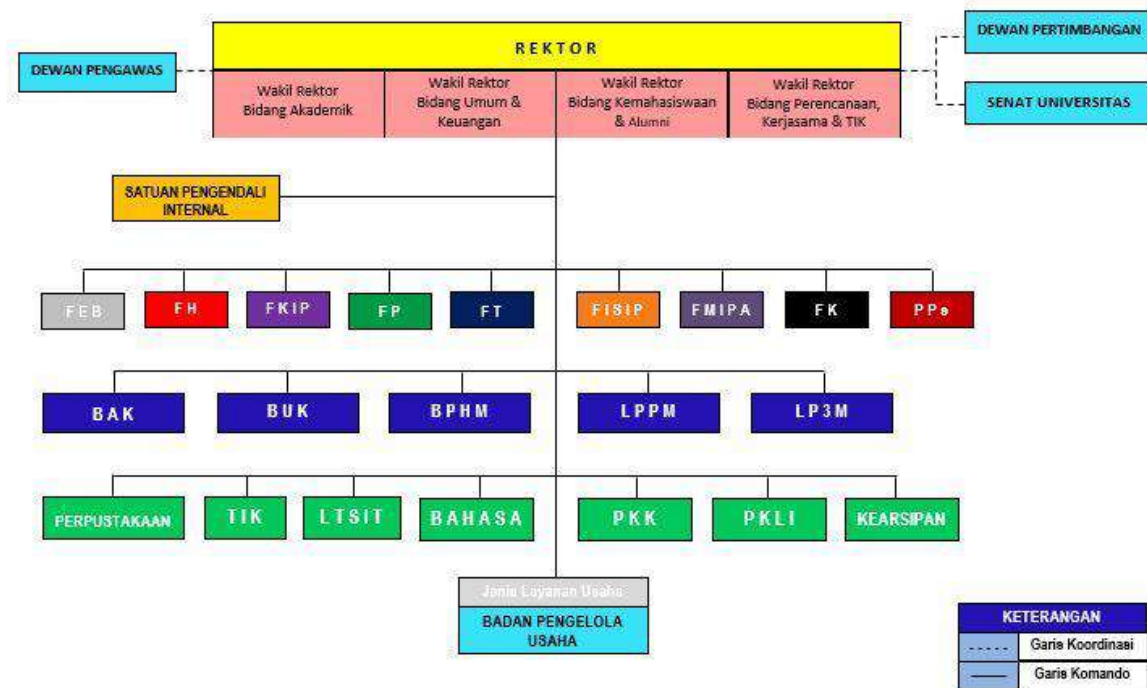 DEWAN PERTIMBANGAN
REKTOR
DEWAN PENGAWAS
Wakil Rektor
Bidang Akademik
Wakil Rektor
Bidang Umum &
Keuangan
Wakil Rektor
Bidang Kemahasiswaan
& Alumni
Wakil Rektor
Bidang Perencanaan,
Kerjasama & TIK
SENAT UNIVERSITAS
SATUAN PENGENDALI
INTERNAL
FEB
FH
FKIP
FP
FT
FISIP
FMIPA
FK
PPs
BAK
BUK
BPHM
LPPM
LP3M
PERPUSTAKAAN
TIK
LTSIT
BAHASA
PKK
PKLI
KEARSIPAN
Jenis Layanan Usaha
BADAN PENGELOLA
USAHA
KETERANGAN
Garis Koordinasi
Garis Komando